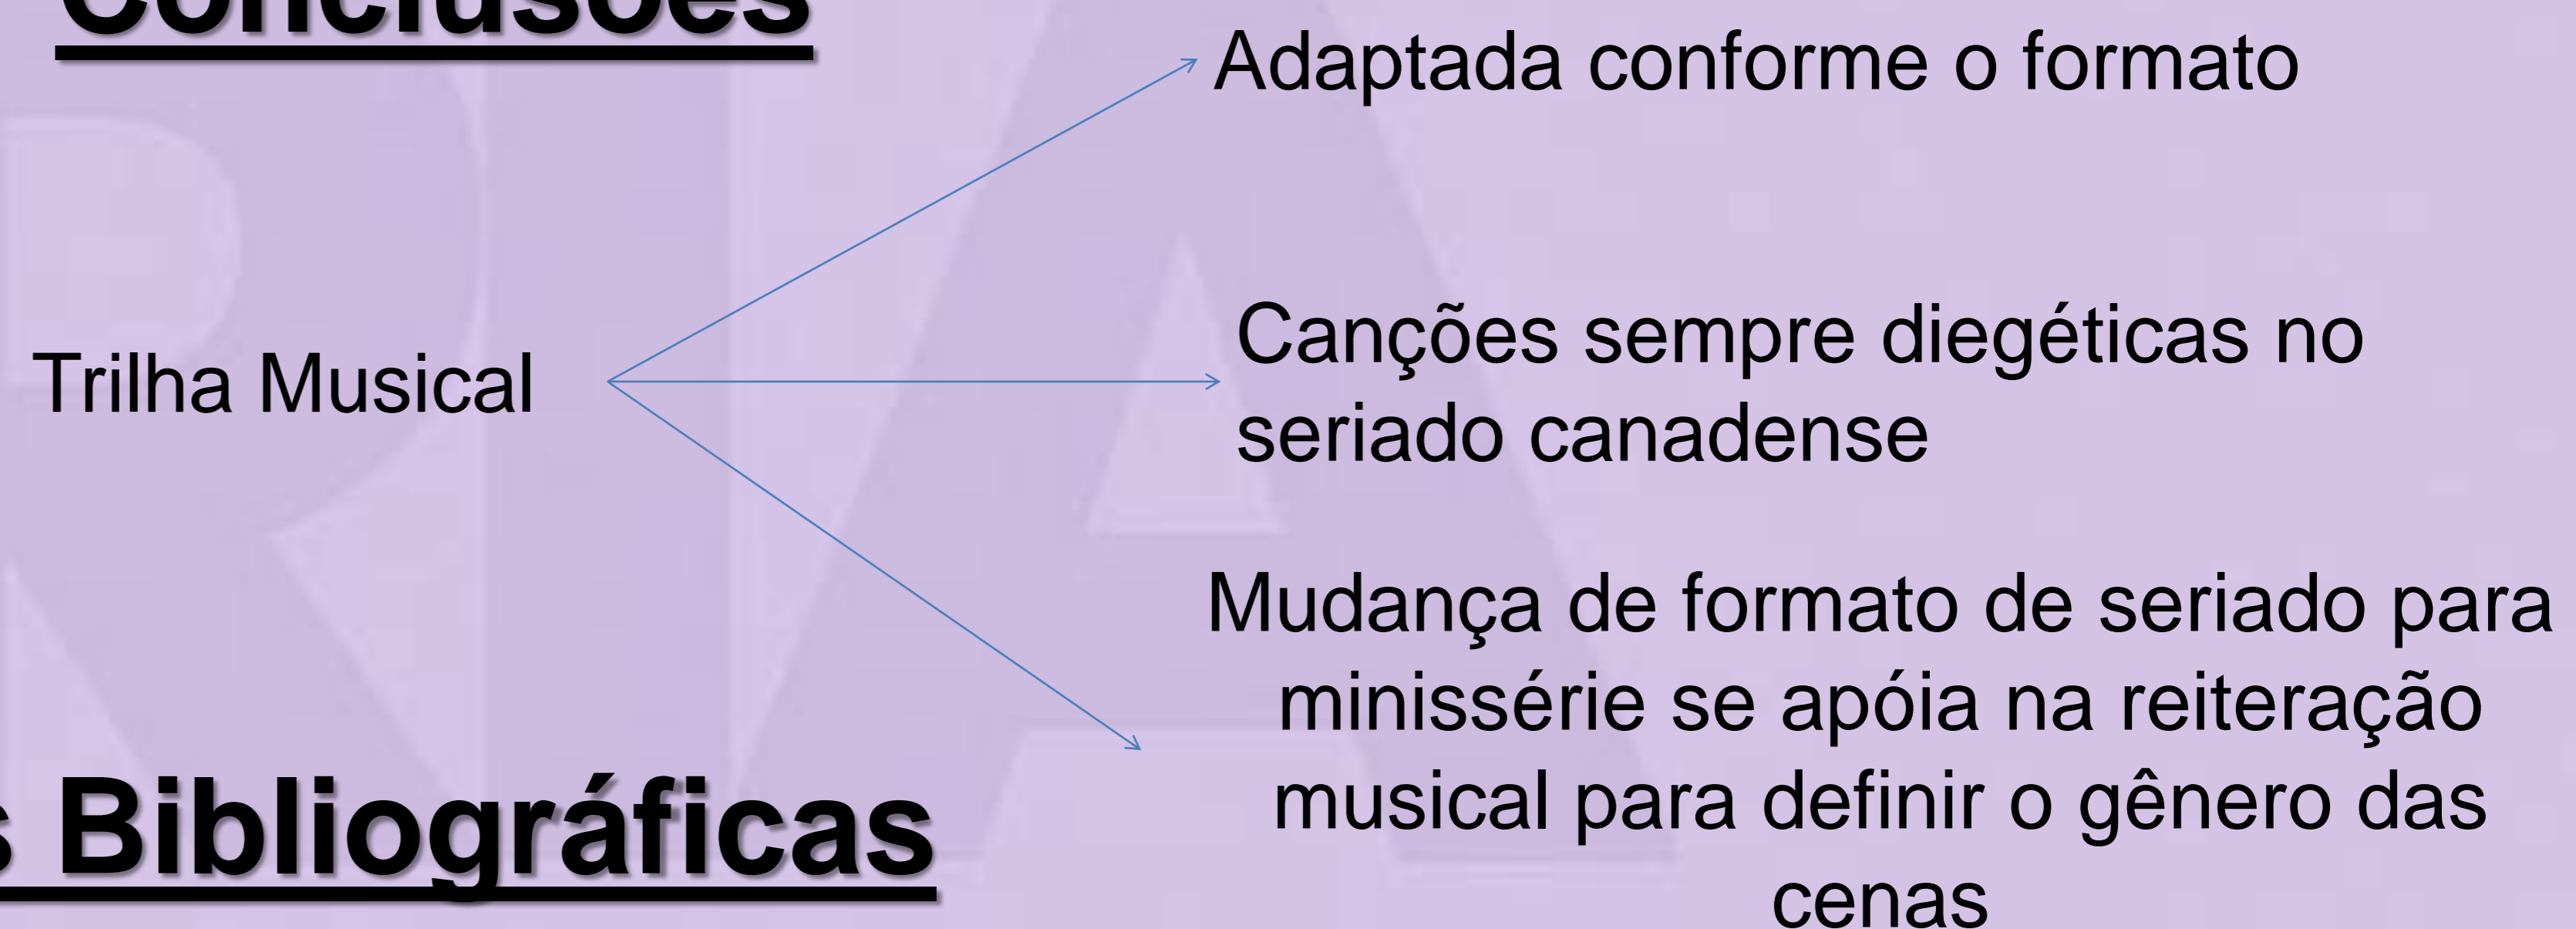 Conclusões
Adaptada conforme o formato
Trilha Musical
Canções sempre diegéticas no
seriado canadense
Mudança de formato de seriado para
minissérie se apóia na reiteração
musical para definir o gênero das
cenas
s Bibliográficas